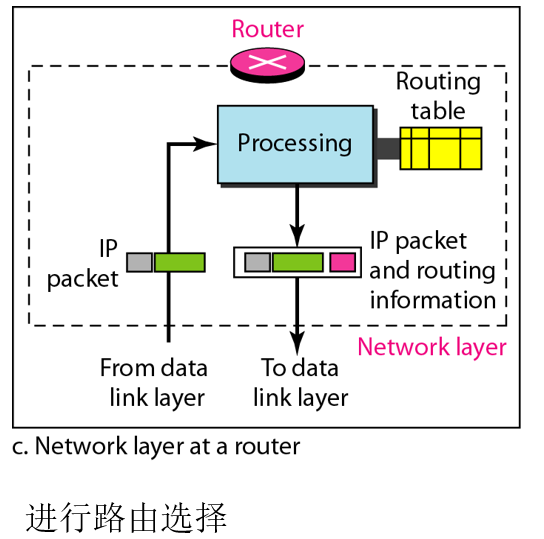 Router
Routing
table
Processing
IP
packet
IP packet
and routing
information
Network layer
From data
link layer
To data
link layer
c. Network layer at a router
进行路由选择